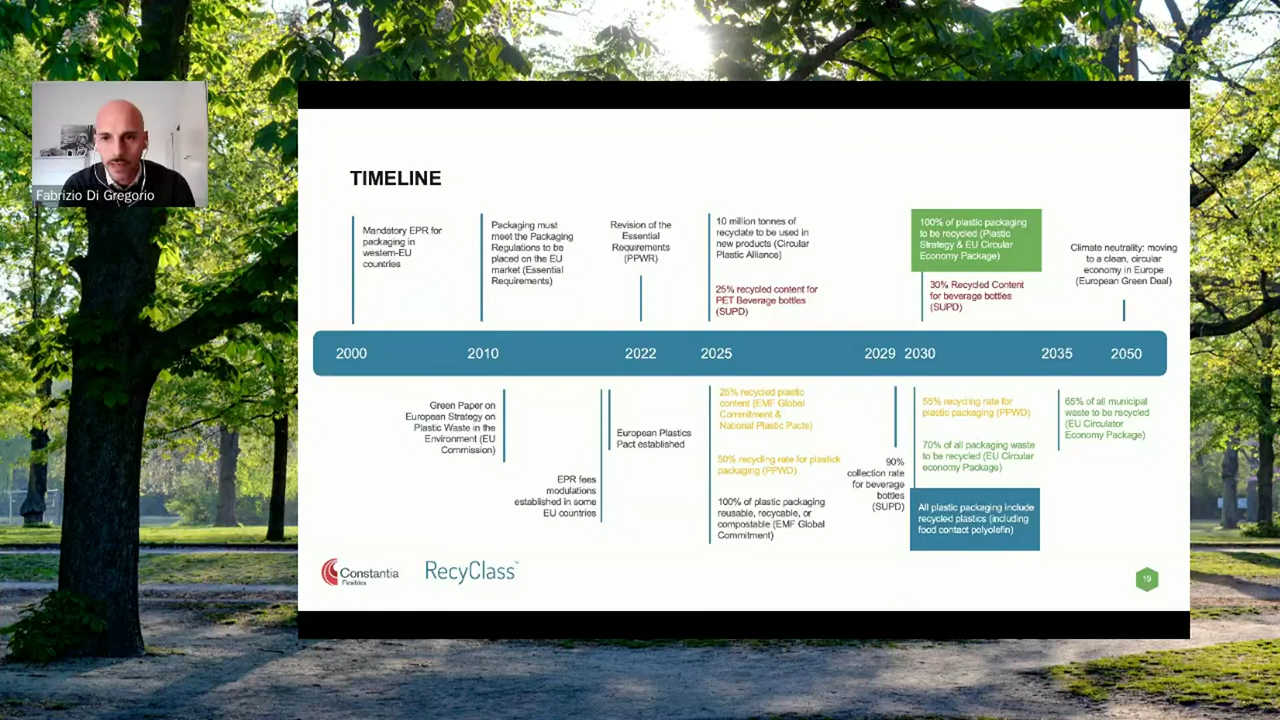 Fabrizio Di Gregorio
TIMELINE
Mandatory EPR for
packaging in
western-EU
countries
Packaging must
meet the Packaging
Regulations to be
placed on the EU
market (Essential
Requirements)
Revision of the
Essential
Requirements
(PPWR)
10 million tonnes of
recyclate to be used in
new products (Circular
Plastic Alliance)
25% recycled content for
PET Beverage bottles
(SUPD)
100% of plastic packaging
to be recycled (Plastic
Strategy & EU Circular
Economy Package)
30% Recycled Content
for beverage bottles
(SUPD)
Climate neutrality: moving
to a clean, circular
economy in Europe
(European Green Deal)
2000 2010 2022 2025 2029 2030 2035 2050
Green Paper on
European Strategy on
Plastic Waste in the
Environment (EU
Commission)
EPR fees
modulations
established in some
EU countries
European Plastics
Pact established
25% recycled plastic
content (EMF Global
Commitment &
National Plastic Pacts)
50% recycling rate for plastick
packaging (PPWD)
100% of plastic packaging
reusable, recycable, or
compostable (EMF Global
Commitment)
90%
collection rate
for beverage
bottles
(SUPD)
55% recycling rate for
plastic packaging (PPWD)
70% of all packaging waste
to be recycled (EU Circular
economy Package)
All plastic packaging include
recycled plastics (including
food contact polyolefin)
65% of all municipal
waste to be recycled
(EU Circulator
Economy Package)
Constantia
Flexibles
RecyClass™
19